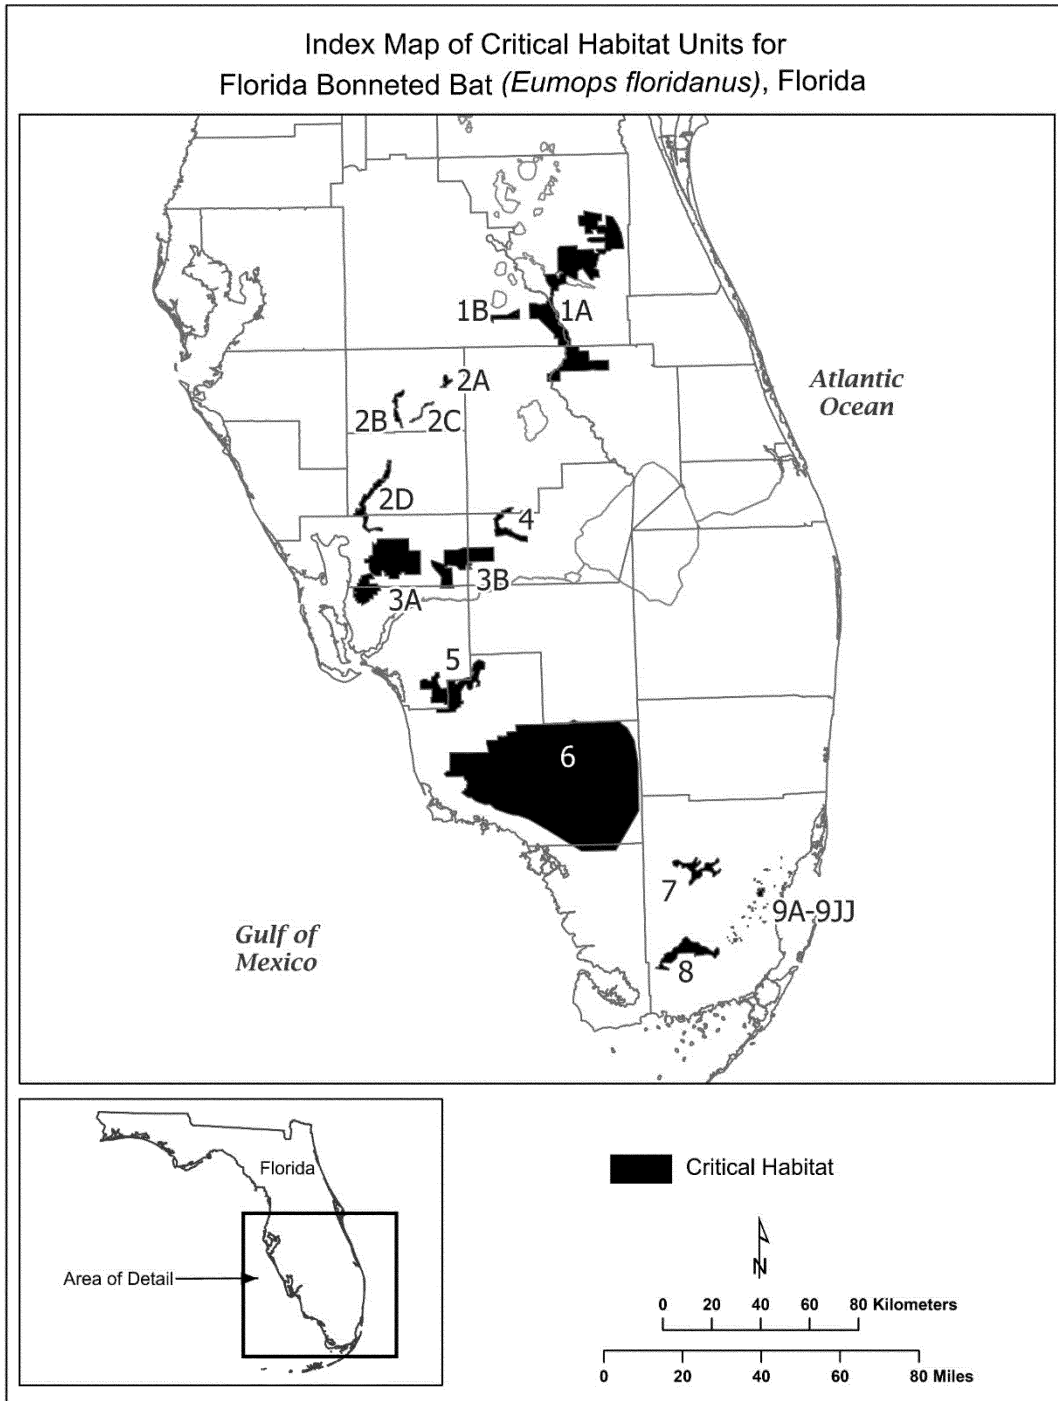 Index Map of Critical Habitat Units for
Florida Bonneted Bat (Eumops floridanus), Florida
1B
1A
2A
2B
2C
2D
4
3B
3A
5
6
7
9A-9JJ
8
Atlantic
Ocean
Gulf of
Mexico
Florida
Area of Detail
Critical Habitat
N
0 20 40 60 80 Kilometers
0 20 40 60 80 Miles